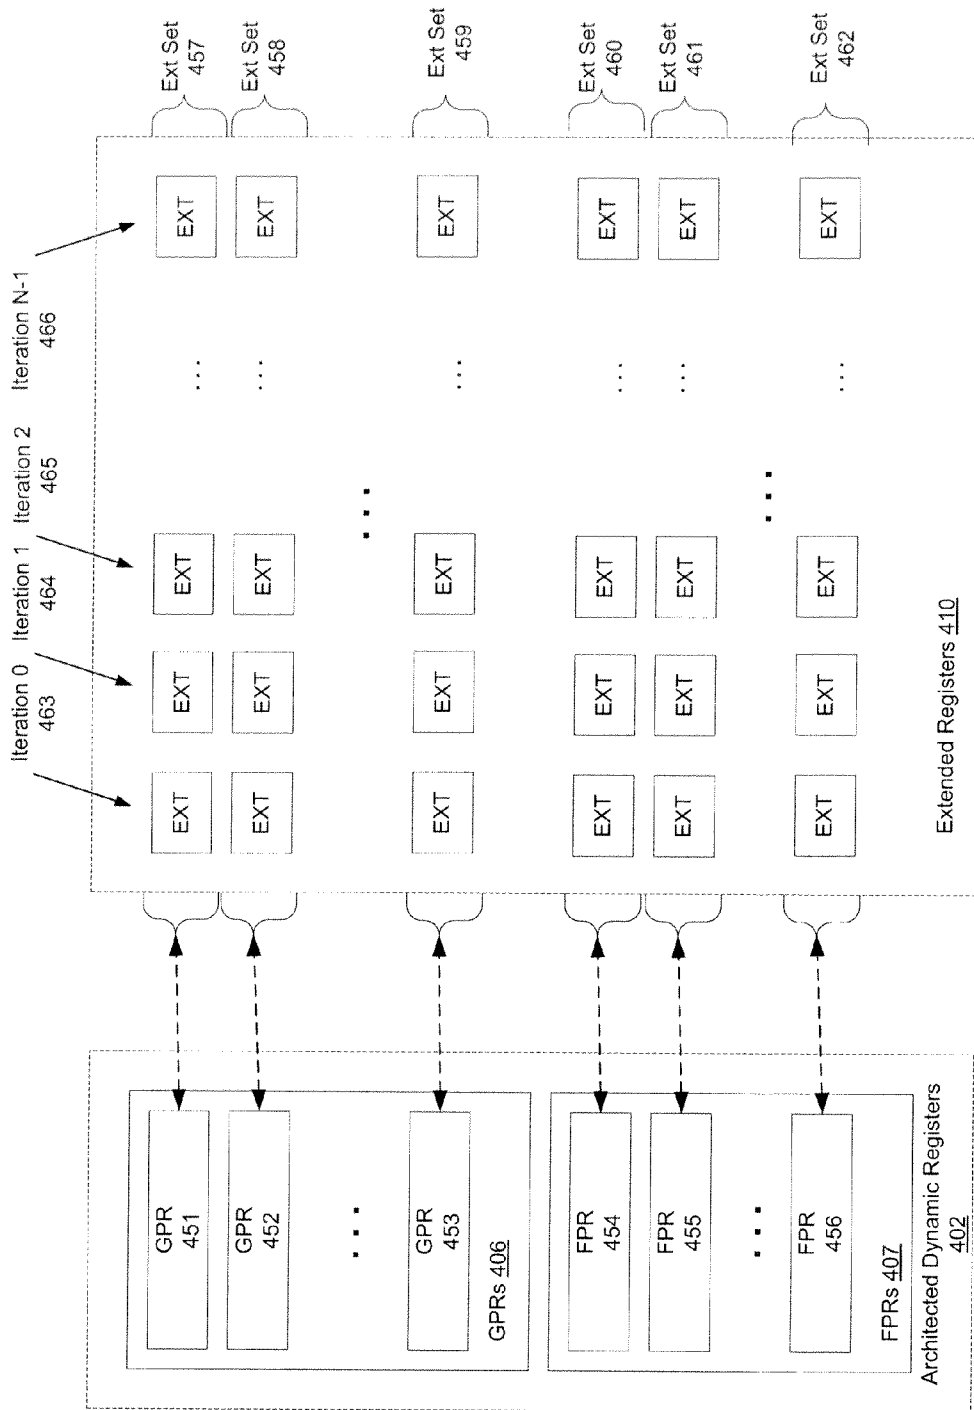 Iteration 0
463
Iteration 1
464
Iteration 2
465
Iteration N-1
466
GPR
451
EXT
EXT
EXT
...
EXT
Ext Set
457
GPR
452
EXT
EXT
EXT
...
EXT
Ext Set
458
...
...
GPR
453
EXT
EXT
EXT
...
EXT
Ext Set
459
GPRs 406
FPR
454
EXT
EXT
EXT
...
EXT
Ext Set
460
FPR
455
EXT
EXT
EXT
...
EXT
Ext Set
461
...
...
FPR
456
EXT
EXT
EXT
...
EXT
Ext Set
462
FPRs 407
Architected Dynamic Registers
402
Extended Registers 410